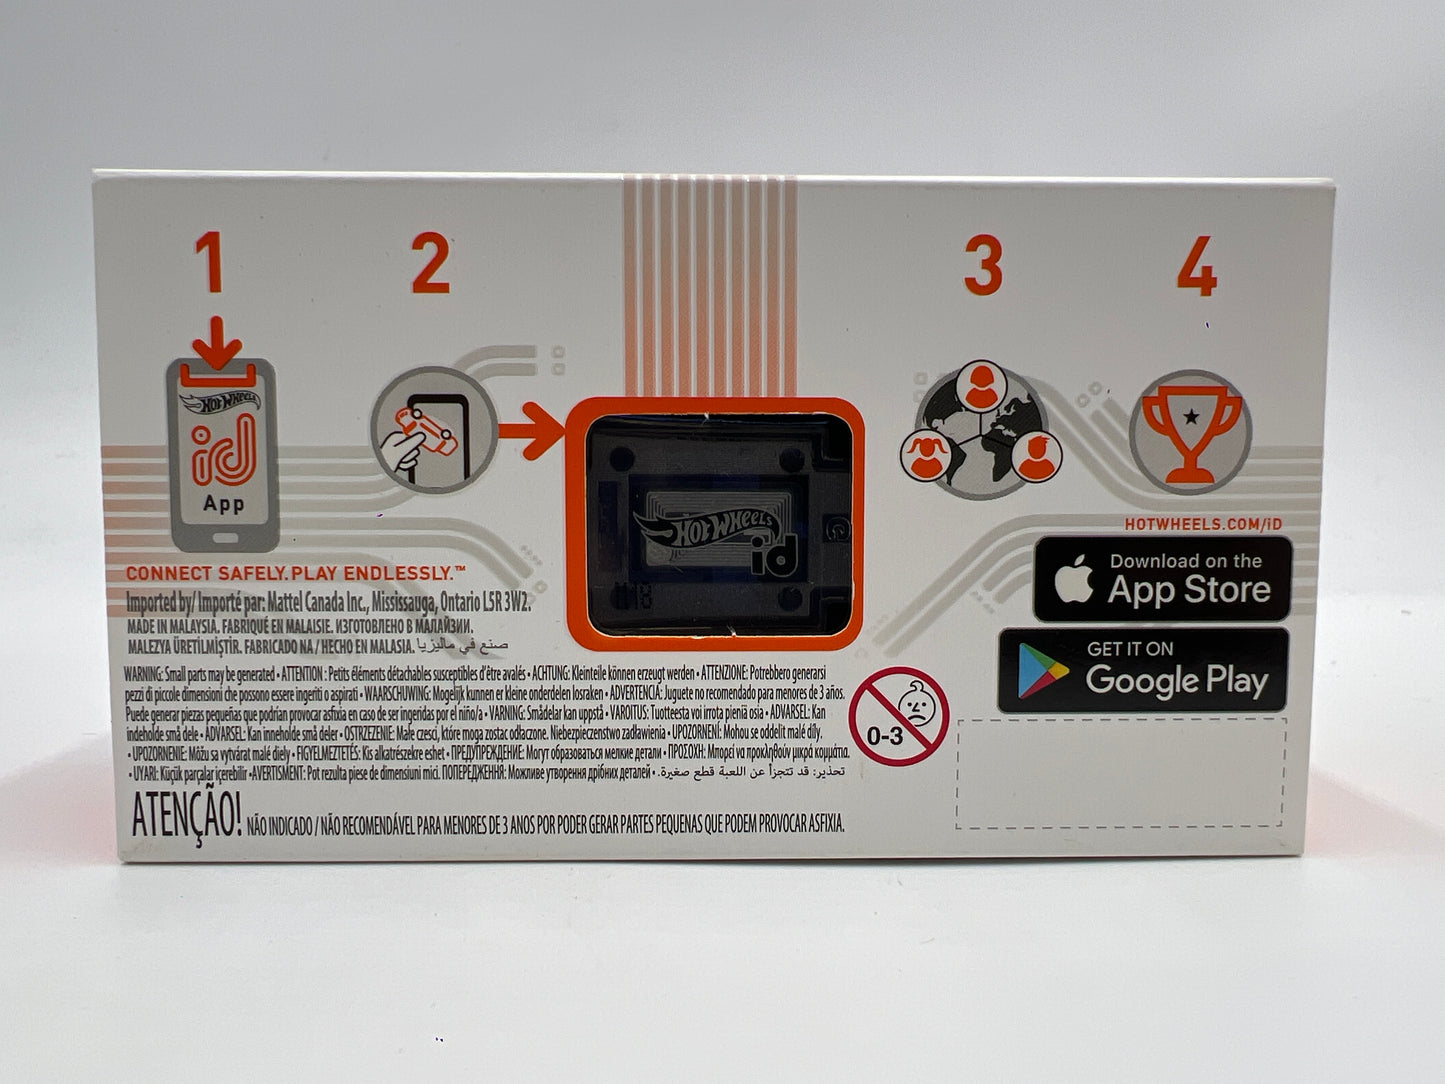 1
2
3
4
HOT WHEELS
id
App
HOT WHEELS
id
HOTWHEELS.COM/iD
Download on the
App Store
GET IT ON
Google Play
CONNECT SAFELY. PLAY ENDLESSLY.™
Imported by/ Importé par: Mattel Canada Inc., Mississauga, Ontario L5R 3W2.
MADE IN MALAYSIA. FABRIQUÉ EN MALAISIE. ИЗГОТОВЛЕНО В МАЛАЙЗИИ.
MALEZYA ÜRETİLMİŞTİR. FABRICADO NA / HECHO EN MALASIA. صنع في ماليزيا
WARNING: Small parts may be generated • ATTENTION : Petits éléments détachables susceptibles d'être avalés • ACHTUNG: Kleinteile können erzeugt werden • ATTENZIONE: Potrebbero generarsi
pezzi di piccole dimensioni che possono essere ingeriti o aspirati • WAARSCHUWING: Mogelijk kunnen er kleine onderdelen losraken • ADVERTENCIA: Juguete no recomendado para menores de 3 años.
Puede generar piezas pequeñas que podrían provocar asfixia en caso de ser ingeridas por el niño/a • VARNING: Smådelar kan uppstå • VAROITUS: Tuotteesta voi irrota pieniä osia • ADVARSEL: Kan
indeholde små dele • ADVARSEL: Kan inneholde små deler • OSTRZEŻENIE: Małe części, które mogą zostać odłączone. Niebezpieczeństwo zadławienia • UPOZORNĚNÍ: Mohou se oddělit malé díly.
• UPOZORNENIE: Môžu sa vytvárať malé diely • FIGYELMEZTETÉS: Kis alkatrészekre eshet • ПРЕДУПРЕЖДЕНИЕ: Могут образоваться мелкие детали • ΠΡΟΣΟΧΗ: Μπορεί να προκληθούν μικρά κομμάτια.
• UYARI: Küçük parçalar içerebilir • AVERTISMENT: Pot rezulta piese de dimensiuni mici. ПОПЕРЕДЖЕННЯ: Можливе утворення дрібних деталей • تحذير: قد تتجزأ عن اللعبة قطع صغيرة.
0-3
ATENÇÃO! NÃO INDICADO / NÃO RECOMENDÁVEL PARA MENORES DE 3 ANOS POR PODER GERAR PARTES PEQUENAS QUE PODEM PROVOCAR ASFIXIA.